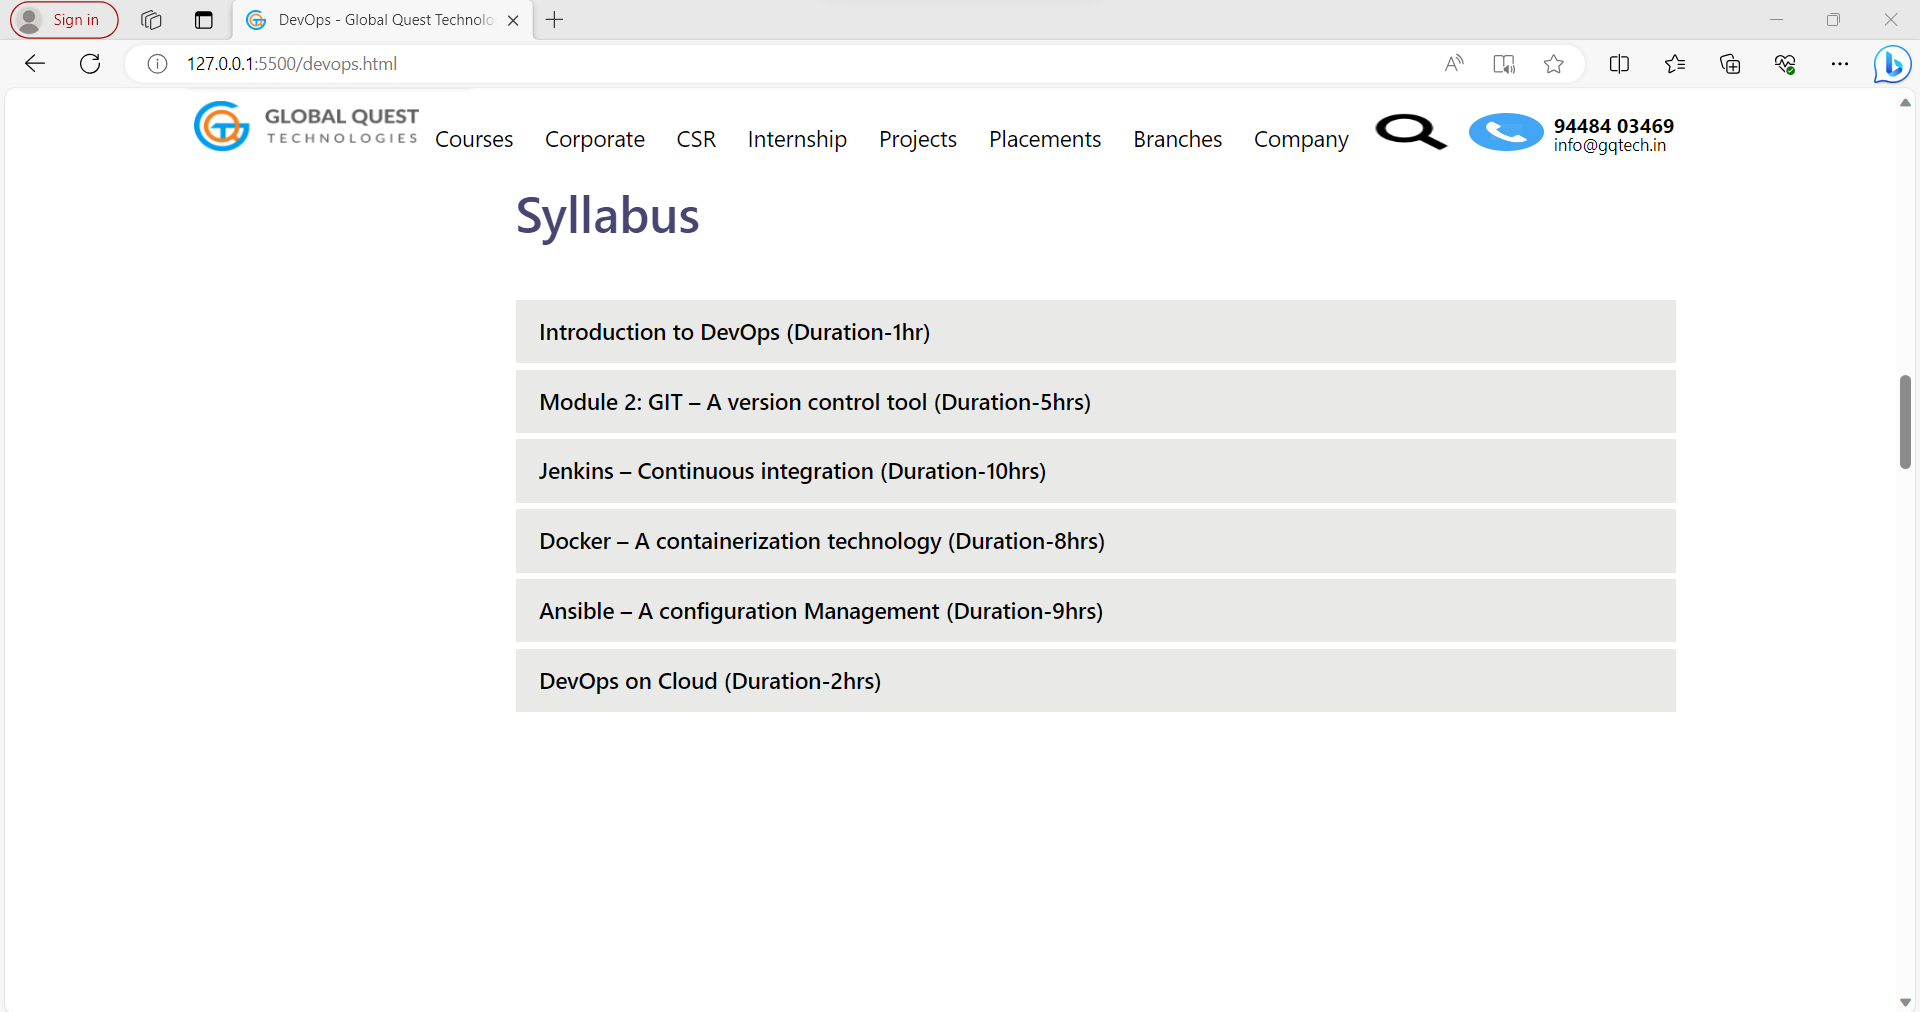 Sign in
DevOps - Global Quest Technolo
127.0.0.1:5500/devops.html
GLOBAL QUEST
TECHNOLOGIES
Courses Corporate CSR Internship Projects Placements Branches Company
94484 03469
info@gqtech.in
Syllabus
Introduction to DevOps (Duration-1hr)
Module 2: GIT – A version control tool (Duration-5hrs)
Jenkins – Continuous integration (Duration-10hrs)
Docker – A containerization technology (Duration-8hrs)
Ansible – A configuration Management (Duration-9hrs)
DevOps on Cloud (Duration-2hrs)